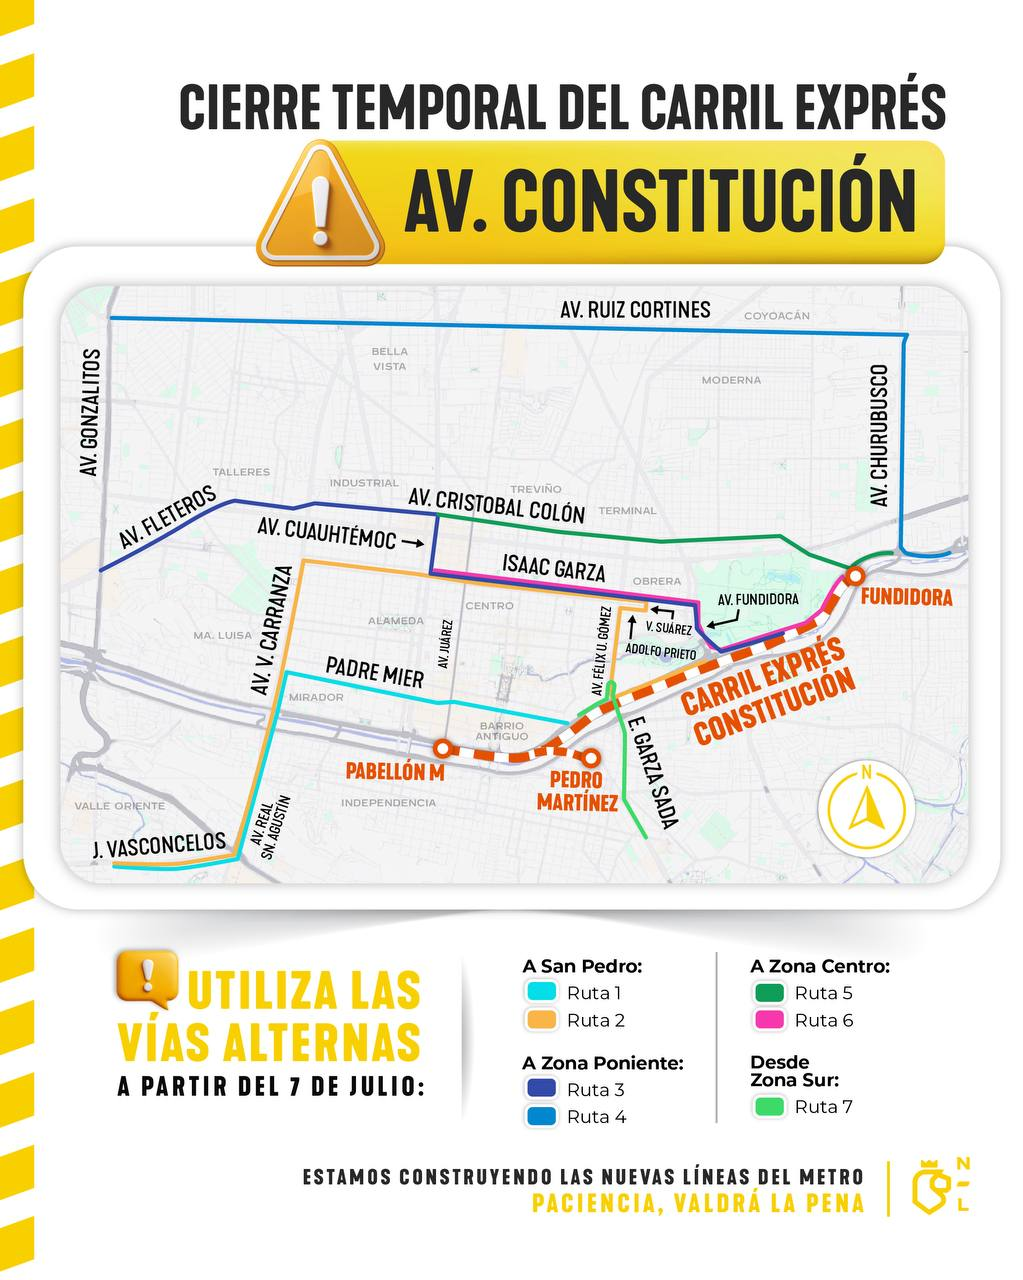 CIERRE TEMPORAL DEL CARRIL EXPRÉS
AV. CONSTITUCIÓN
AV. RUIZ CORTINES
COYOACÁN
BELLA
VISTA
MODERNA
AV. GONZALITOS
AV. CHURUBUSCO
TALLERES
INDUSTRIAL
TREVIÑO
TERMINAL
AV. FLETEROS
AV. CRISTOBAL COLÓN
AV. CUAUHTÉMOC
ISAAC GARZA
OBRERA
AV. FUNDIDORA
FUNDIDORA
CENTRO
ALAMEDA
MA. LUISA
AV. V. CARRANZA
AV. JUÁREZ
AV. FÉLIX U. GÓMEZ
V. SUÁREZ
ADOLFO PRIETO
PADRE MIER
MIRADOR
BARRIO
ANTIGUO
CARRIL EXPRÉS
CONSTITUCIÓN
PABELLÓN M
PEDRO
MARTÍNEZ
E. GARZA SADA
N
VALLE ORIENTE
INDEPENDENCIA
AV. REAL
SN. AGUSTÍN
J. VASCONCELOS
UTILIZA LAS
VÍAS ALTERNAS
A PARTIR DEL 7 DE JULIO:
A San Pedro:
Ruta 1
Ruta 2
A Zona Poniente:
Ruta 3
Ruta 4
A Zona Centro:
Ruta 5
Ruta 6
Desde
Zona Sur:
Ruta 7
ESTAMOS CONSTRUYENDO LAS NUEVAS LÍNEAS DEL METRO
PACIENCIA, VALDRÁ LA PENA
N
L